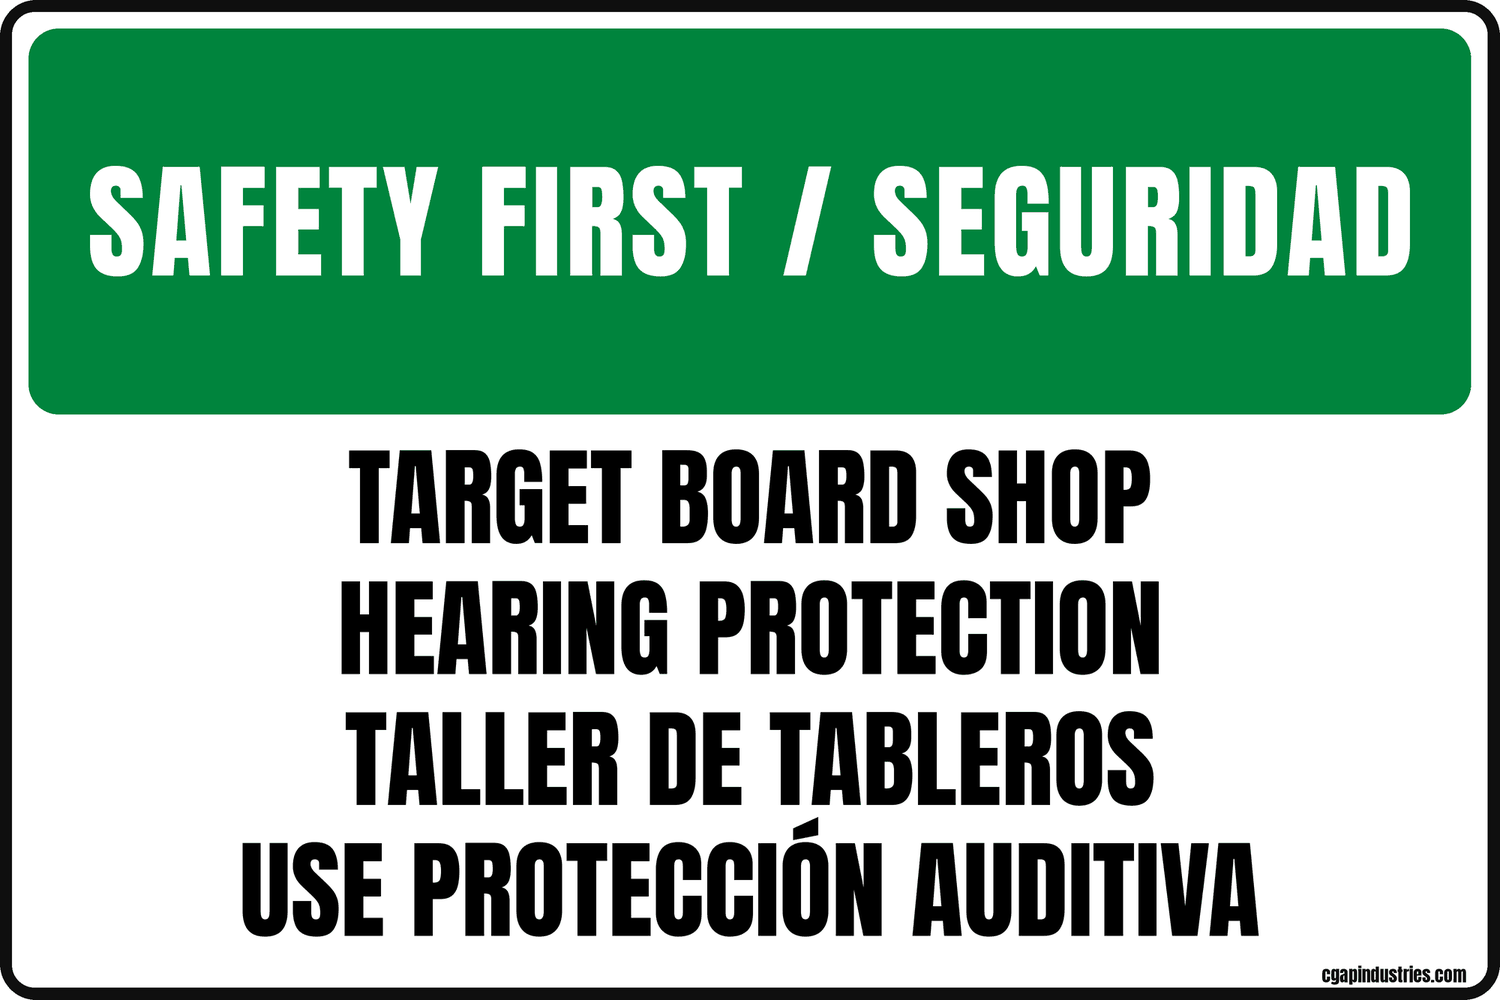 SAFETY FIRST / SEGURIDAD
TARGET BOARD SHOP
HEARING PROTECTION
TALLER DE TABLEROS
USE PROTECCIÓN AUDITIVA
cgapindustries.com